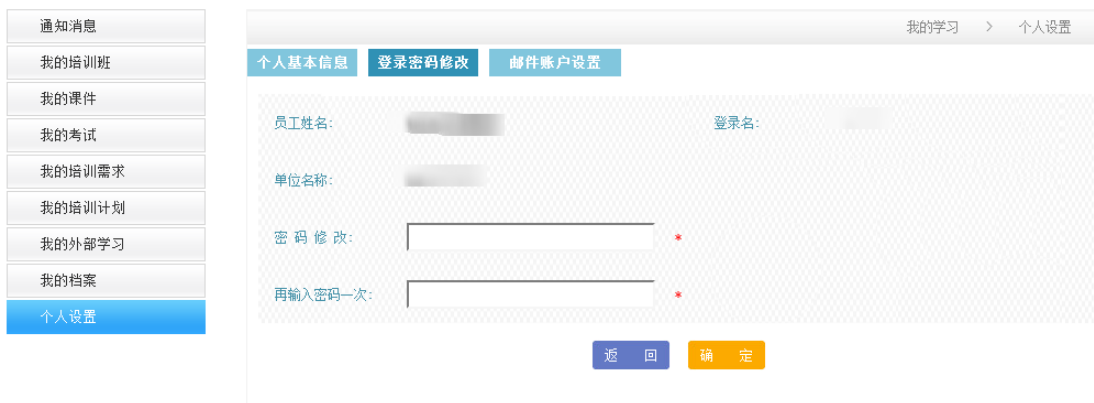 通知消息
我的培训班
我的课件
我的考试
我的培训需求
我的培训计划
我的外部学习
我的档案
个人设置
我的学习 > 个人设置
个人基本信息 登录密码修改 邮件账户设置
员工姓名: 登录名:
单位名称:
密 码 修 改: *
再输入密码一次: *
返 回 确 定